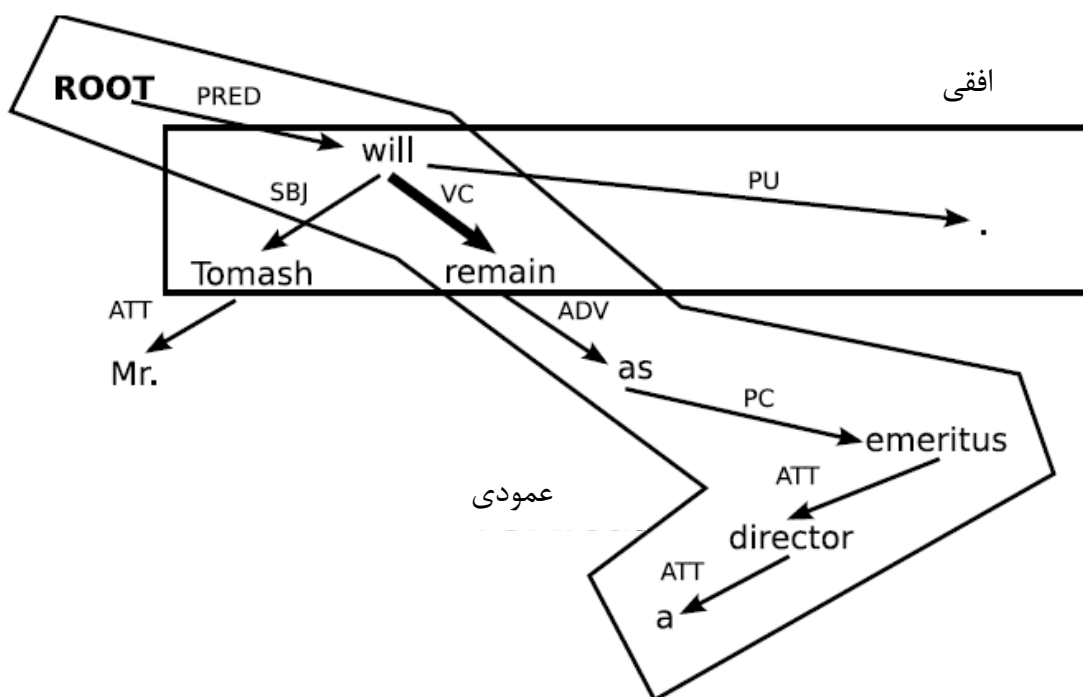 افقی
ROOT PRED
will
SBJ VC PU
.
Tomash remain
ATT ADV
Mr. as
PC
emeritus
ATT
عمودی
director
ATT
a